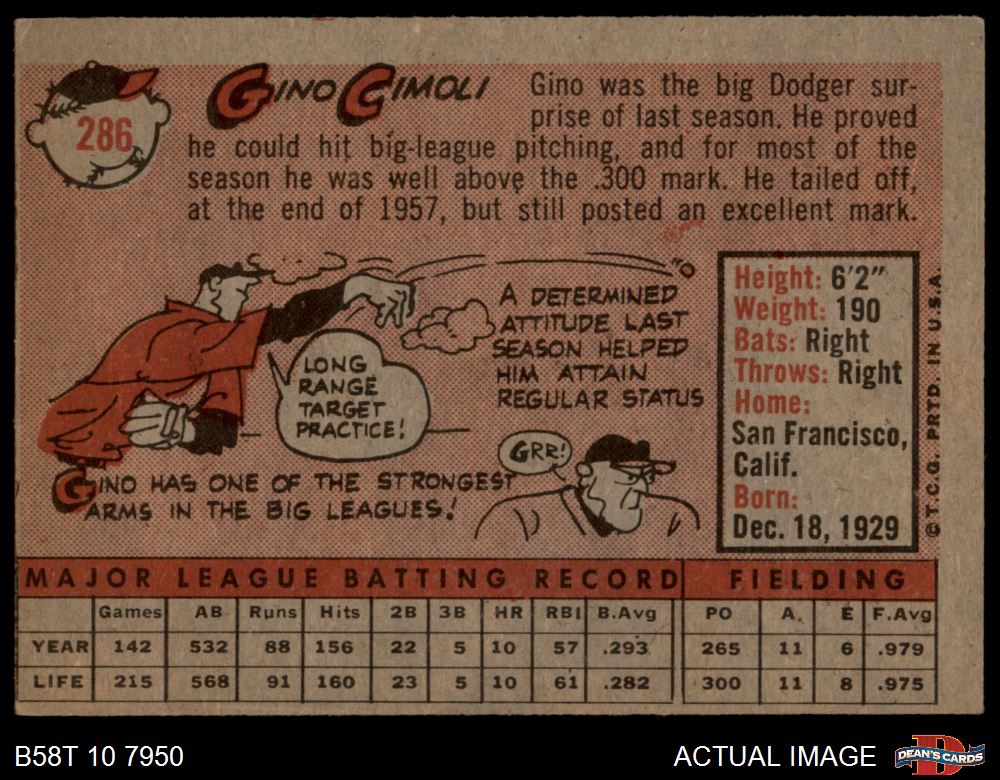 286
GINO CIMOLI
Gino was the big Dodger sur-
prise of last season. He proved
he could hit big-league pitching, and for most of the
season he was well above the .300 mark. He tailed off,
at the end of 1957, but still posted an excellent mark.
A DETERMINED
ATTITUDE LAST
SEASON HELPED
HIM ATTAIN
REGULAR STATUS
LONG
RANGE
TARGET
PRACTICE!
GRR!
GINO HAS ONE OF THE STRONGEST
ARMS IN THE BIG LEAGUES!
Height: 6'2"
Weight: 190
Bats: Right
Throws: Right
Home:
San Francisco,
Calif.
Born:
Dec. 18, 1929
© T.C.G. PRTD. IN U.S.A.
MAJOR LEAGUE BATTING RECORD FIELDING
Games AB Runs Hits 2B 3B HR RBI B.Avg PO A. E F.Avg
YEAR 142 532 88 156 22 5 10 57 .293 265 11 6 .979
LIFE 215 568 91 160 23 5 10 61 .282 300 11 8 .975
B58T 10 7950
ACTUAL IMAGE
D
DEAN'S CARDS